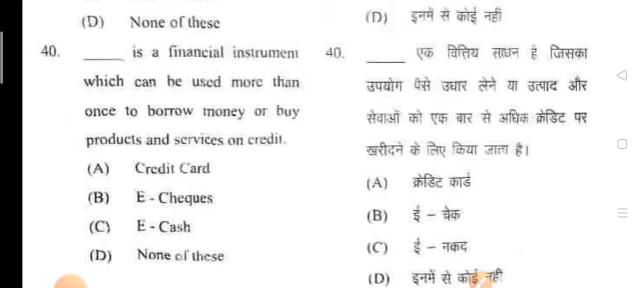 (D) None of these
40. ______ is a financial instrument
which can be used more than
once to borrow money or buy
products and services on credit.
(A) Credit Card
(B) E - Cheques
(C) E - Cash
(D) None of these
(D) इनमें से कोई नहीं
40. ______ एक वित्तिय साधन है जिसका
उपयोग पैसे उधार लेने या उत्पाद और
सेवाओं को एक बार से अधिक क्रेडिट पर
खरीदने के लिए किया जाता है।
(A) क्रेडिट कार्ड
(B) ई – चेक
(C) ई – नकद
(D) इनमें से कोई नही